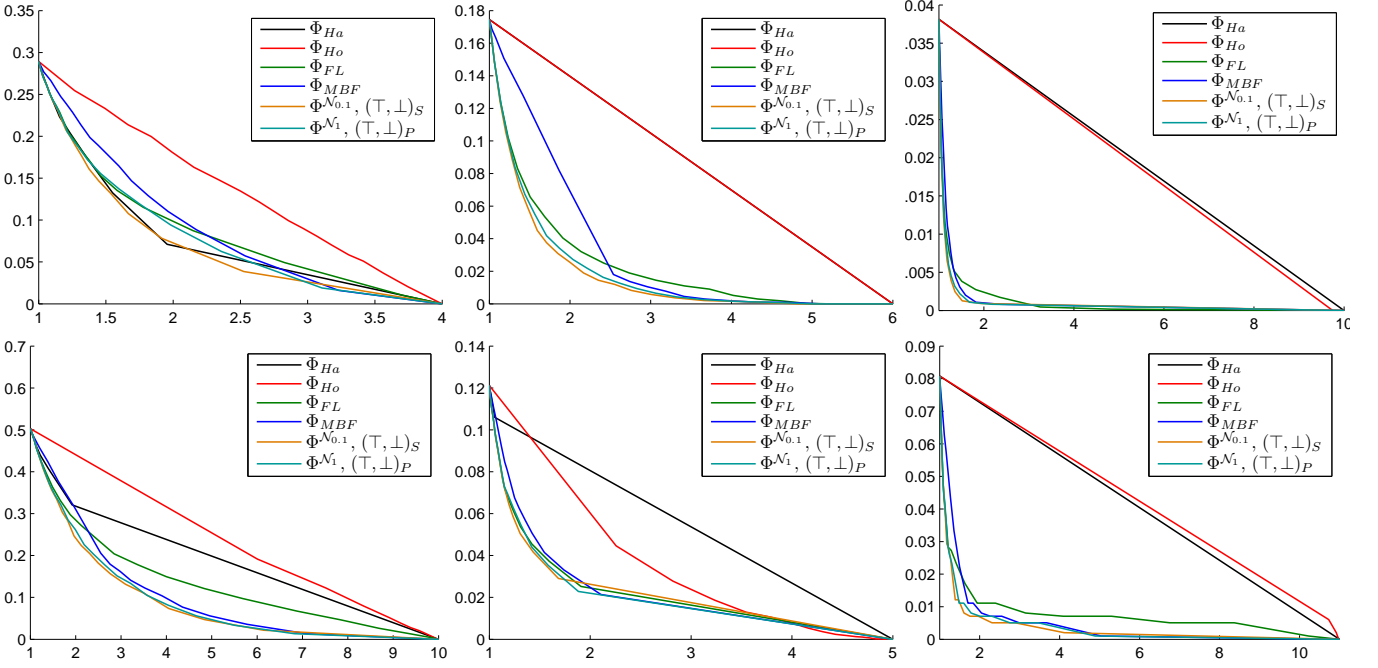 0.35
0.3
0.25
0.2
0.15
0.1
0.05
0
1 1.5 2 2.5 3 3.5 4
Φ_Ha
Φ_Ho
Φ_FL
Φ_MBF
Φ^{𝒩_0.1}, (⊤, ⊥)_S
Φ^{𝒩_1}, (⊤, ⊥)_P
0.18
0.16
0.14
0.12
0.1
0.08
0.06
0.04
0.02
0
1 2 3 4 5 6
Φ_Ha
Φ_Ho
Φ_FL
Φ_MBF
Φ^{𝒩_0.1}, (⊤, ⊥)_S
Φ^{𝒩_1}, (⊤, ⊥)_P
0.04
0.035
0.03
0.025
0.02
0.015
0.01
.005
0
2 4 6 8 10
Φ_Ha
Φ_Ho
Φ_FL
Φ_MBF
Φ^{𝒩_0.1}, (⊤, ⊥)_S
Φ^{𝒩_1}, (⊤, ⊥)_P
0.7
0.6
0.5
0.4
0.3
0.2
0.1
0
1 2 3 4 5 6 7 8 9 10
Φ_Ha
Φ_Ho
Φ_FL
Φ_MBF
Φ^{𝒩_0.1}, (⊤, ⊥)_S
Φ^{𝒩_1}, (⊤, ⊥)_P
0.14
0.12
0.1
0.08
0.06
0.04
0.02
0
1 2 3 4 5
Φ_Ha
Φ_Ho
Φ_FL
Φ_MBF
Φ^{𝒩_0.1}, (⊤, ⊥)_S
Φ^{𝒩_1}, (⊤, ⊥)_P
0.09
0.08
0.07
0.06
0.05
0.04
0.03
0.02
0.01
0
2 4 6 8 10
Φ_Ha
Φ_Ho
Φ_FL
Φ_MBF
Φ^{𝒩_0.1}, (⊤, ⊥)_S
Φ^{𝒩_1}, (⊤, ⊥)_P